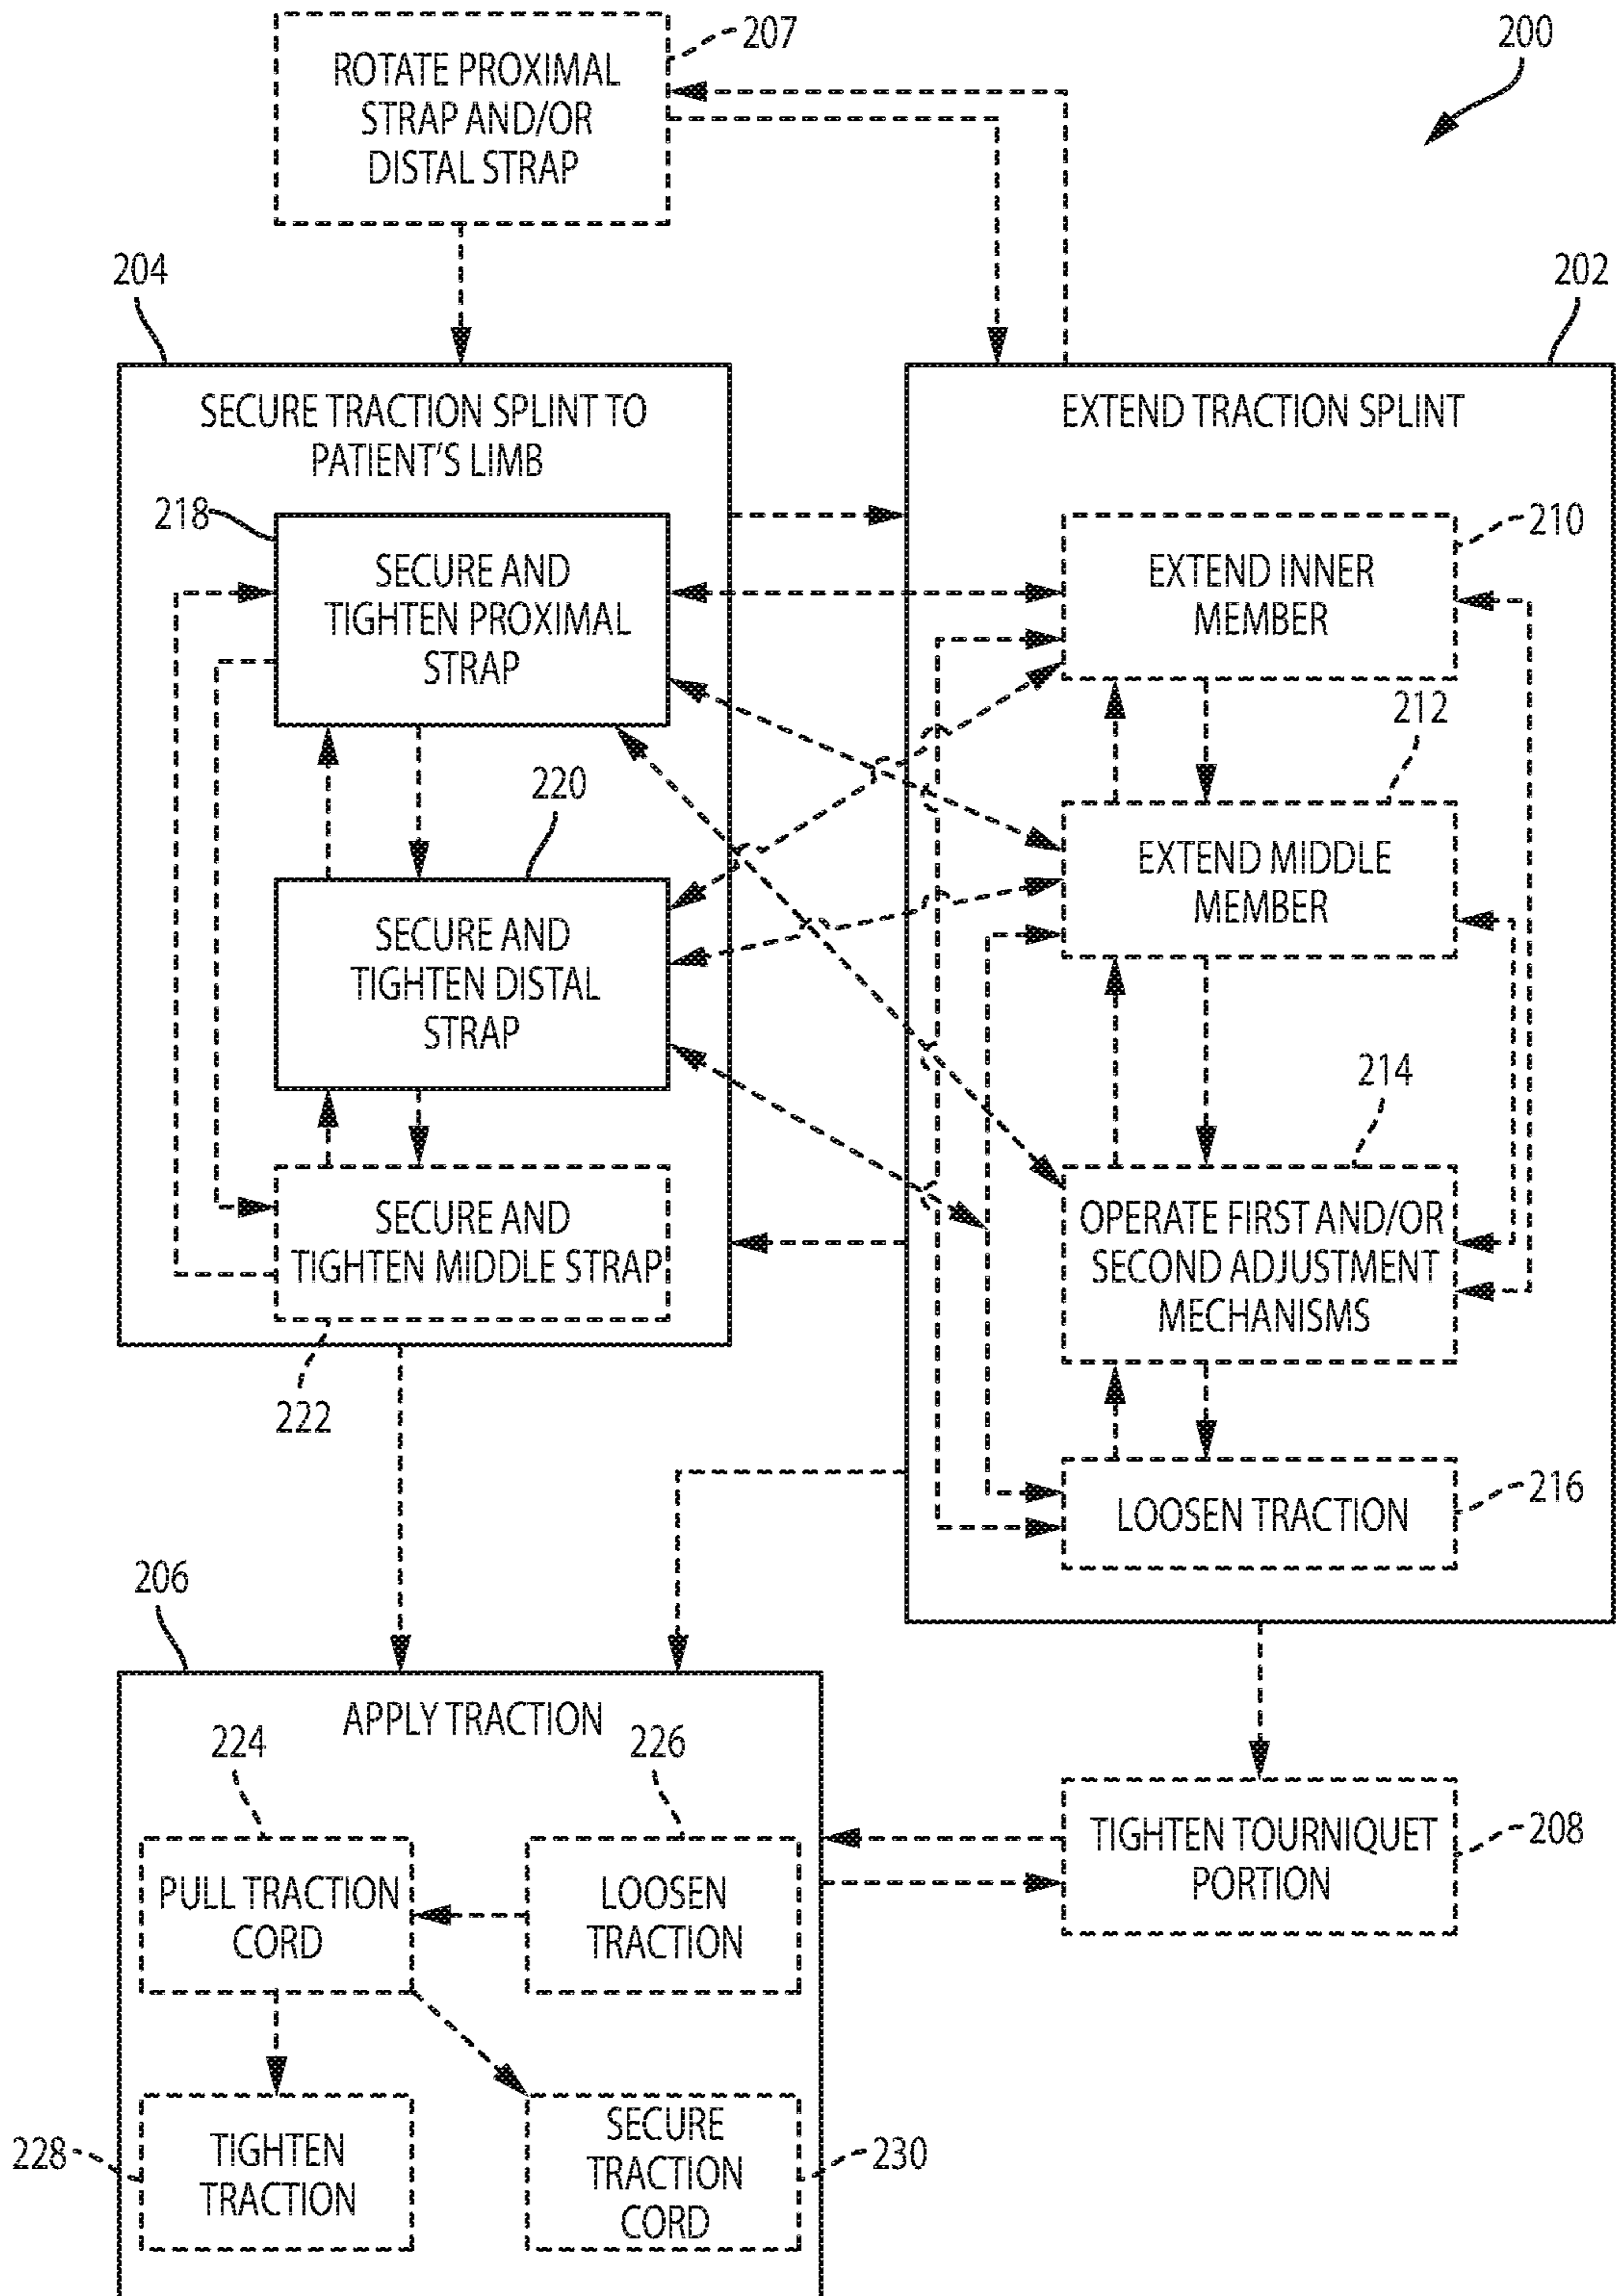 207
200
ROTATE PROXIMAL
STRAP AND/OR
DISTAL STRAP
204
202
SECURE TRACTION SPLINT TO
PATIENT'S LIMB
EXTEND TRACTION SPLINT
218
SECURE AND
TIGHTEN PROXIMAL
STRAP
210
EXTEND INNER
MEMBER
212
220
EXTEND MIDDLE
MEMBER
SECURE AND
TIGHTEN DISTAL
STRAP
214
SECURE AND
TIGHTEN MIDDLE STRAP
222
OPERATE FIRST AND/OR
SECOND ADJUSTMENT
MECHANISMS
LOOSEN TRACTION
216
206
APPLY TRACTION
224
226
PULL TRACTION
CORD
LOOSEN
TRACTION
TIGHTEN TOURNIQUET
PORTION
208
228
TIGHTEN
TRACTION
SECURE
TRACTION
CORD
230